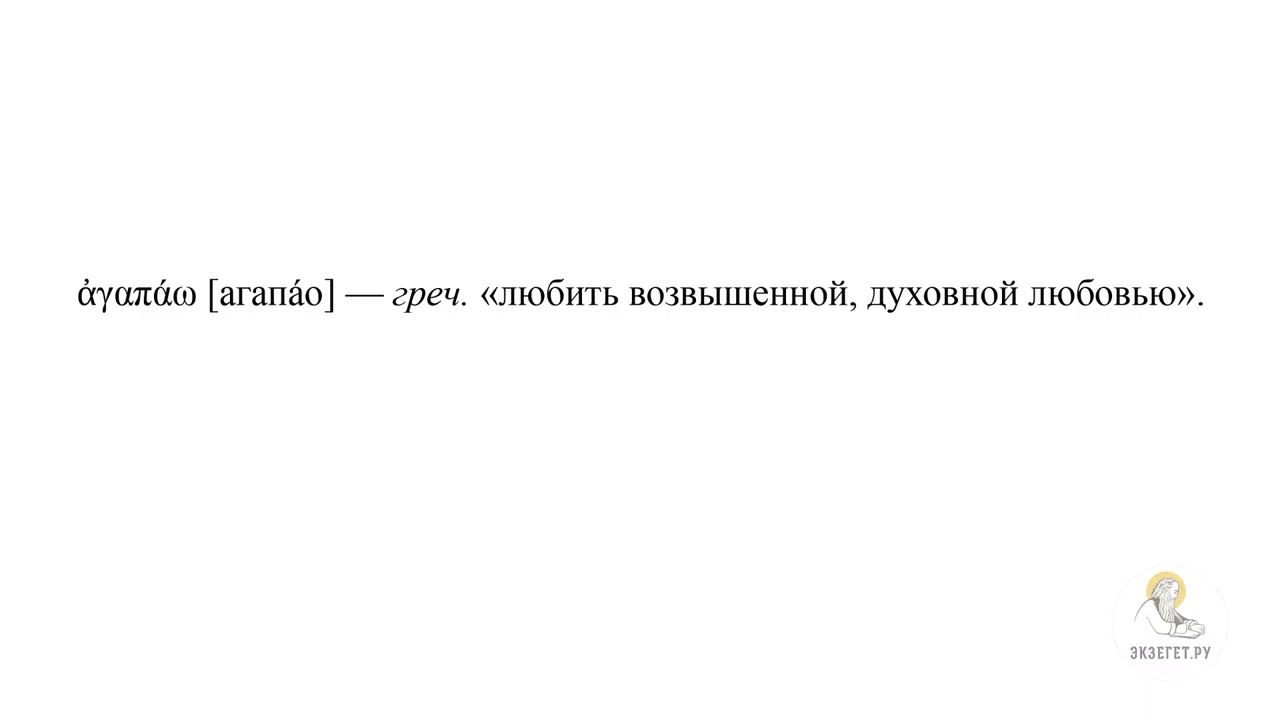 ἀγαπάω [агапáо] — греч. «любить возвышенной, духовной любовью».
ЭКЗЕГЕТ.РУ